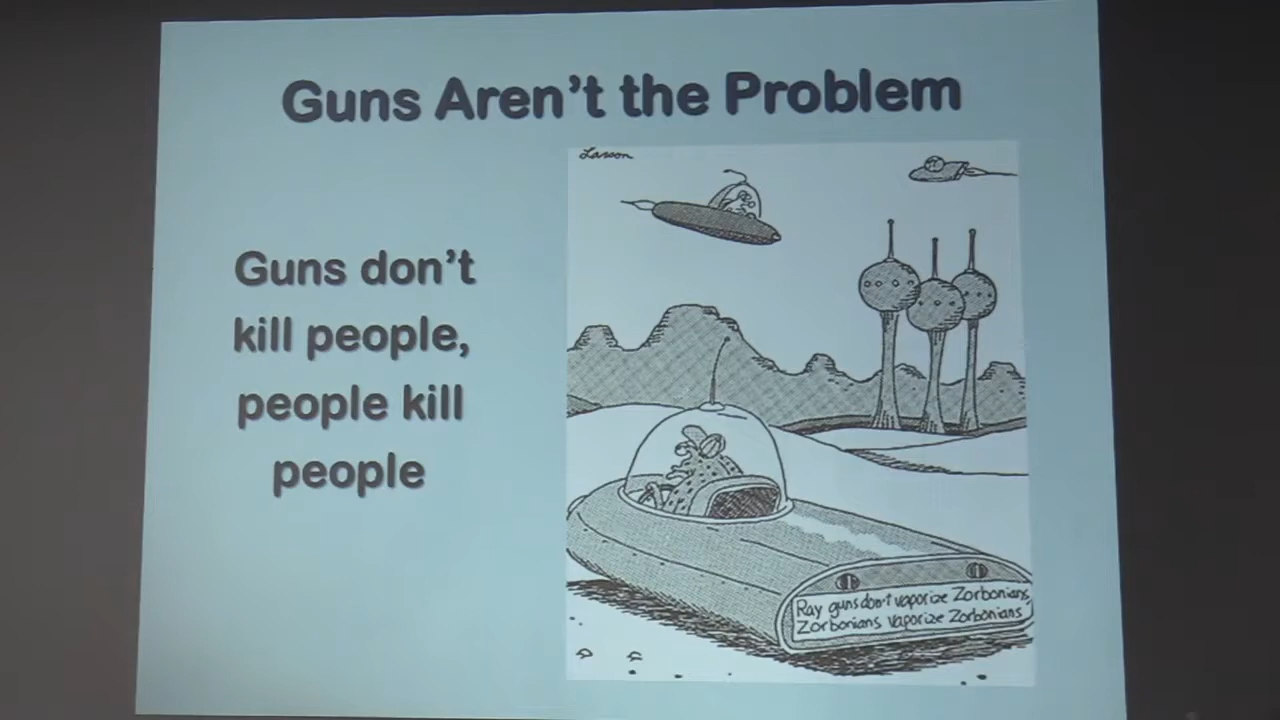 Guns Aren't the Problem
Larson
Guns don't
kill people,
people kill
people
Ray guns don't vaporize Zorbonians,
Zorbonians vaporize Zorbonians